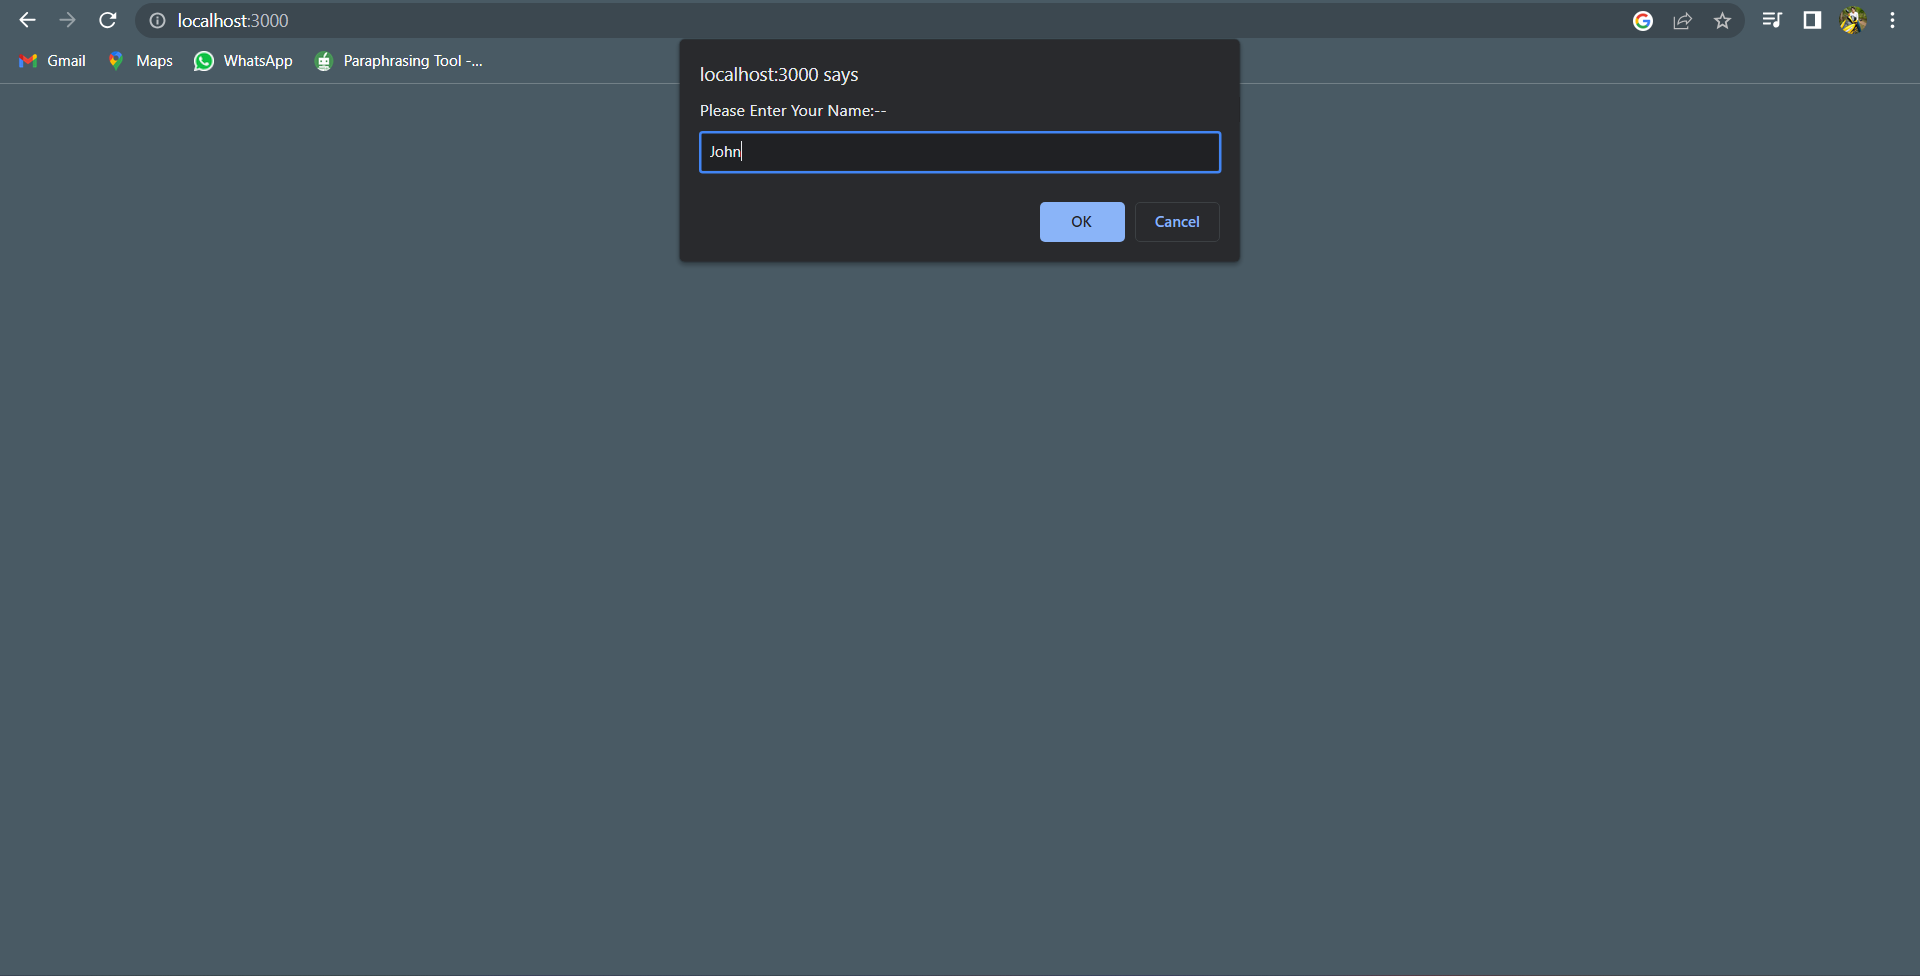 localhost:3000
Gmail
Maps
WhatsApp
Paraphrasing Tool -...
localhost:3000 says
Please Enter Your Name:--
John
OK
Cancel